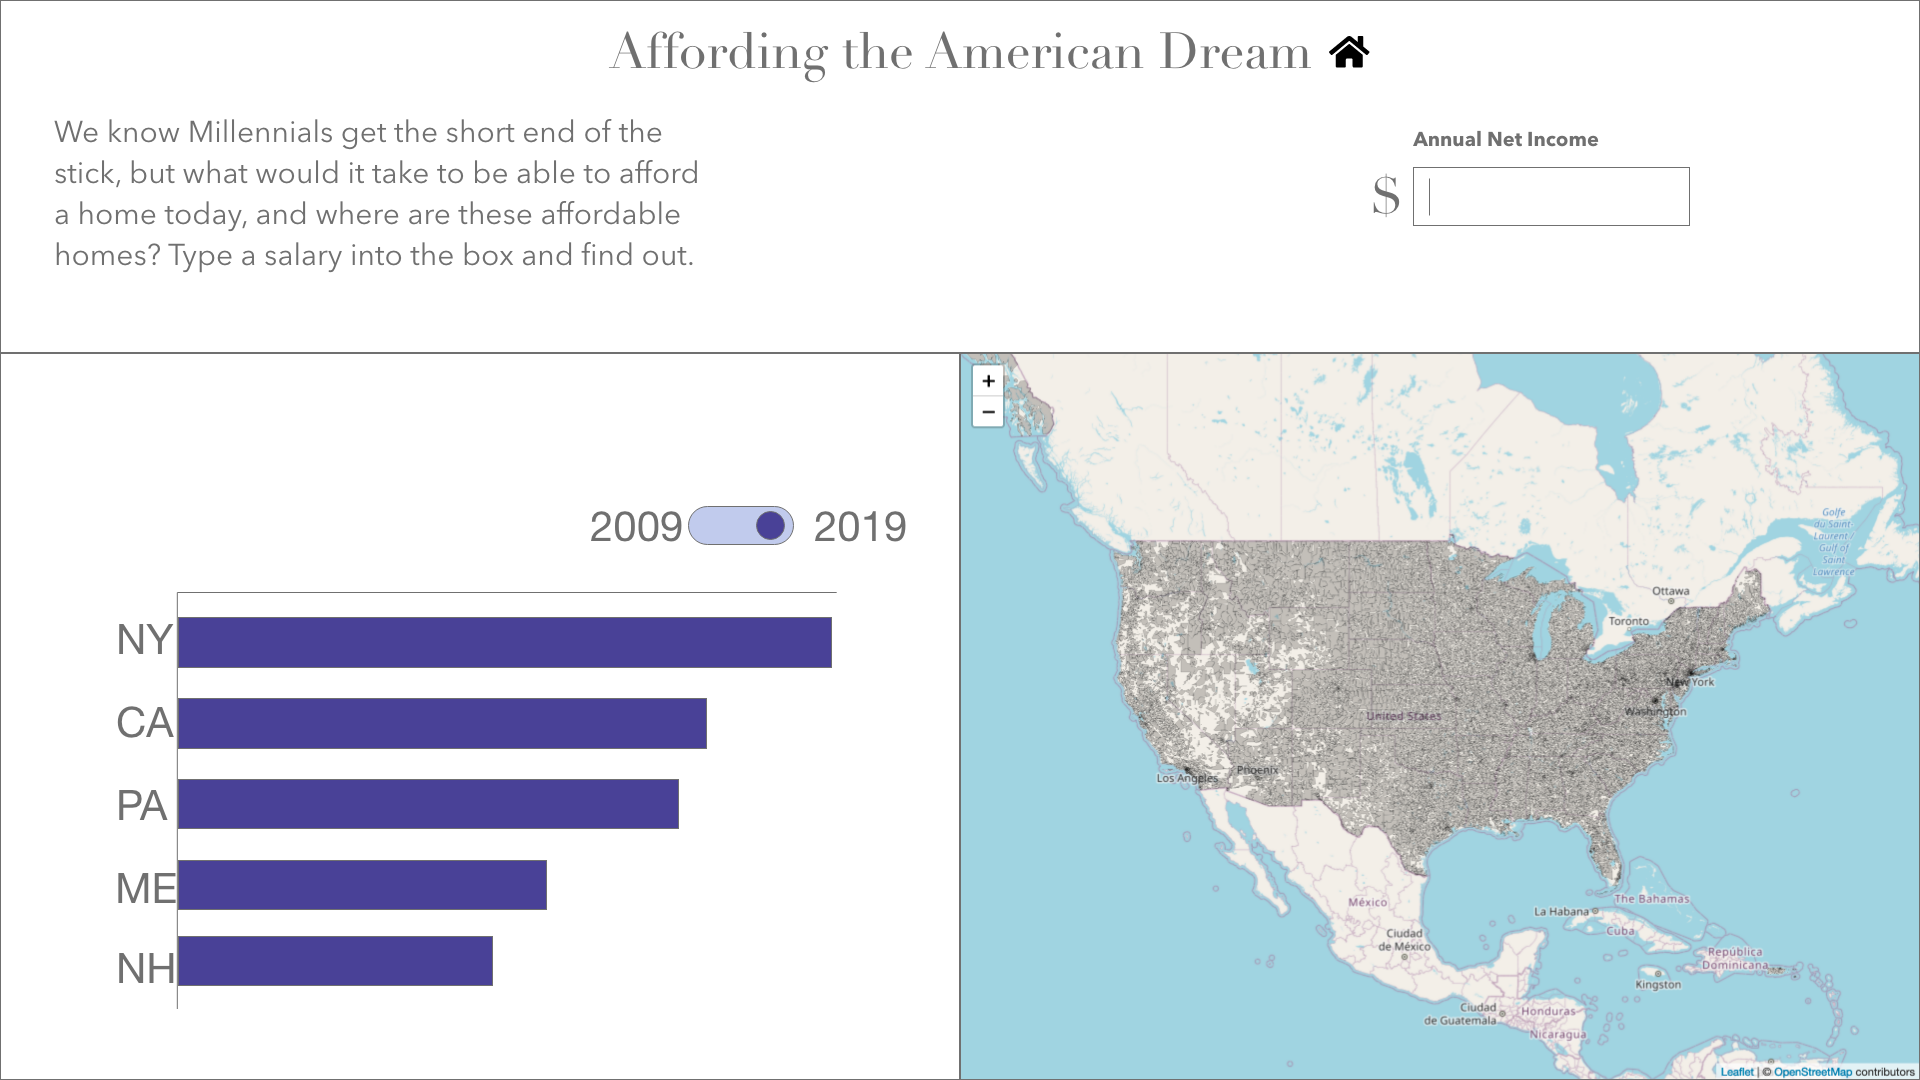 Affording the American Dream
We know Millennials get the short end of the
stick, but what would it take to be able to afford
a home today, and where are these affordable
homes? Type a salary into the box and find out.
Annual Net Income
$
2009
2019
NY
CA
PA
ME
NH
+
−
Golfe
du Saint-
Laurent /
Gulf of
Saint
Lawrence
Ottawa
Toronto
New York
Washington
United States
Phoenix
Los Angeles
México
Ciudad
de México
La Habana
The Bahamas
Cuba
República
Dominicana
Kingston
Ciudad
de Guatemala
Honduras
Nicaragua
Leaflet | © OpenStreetMap contributors